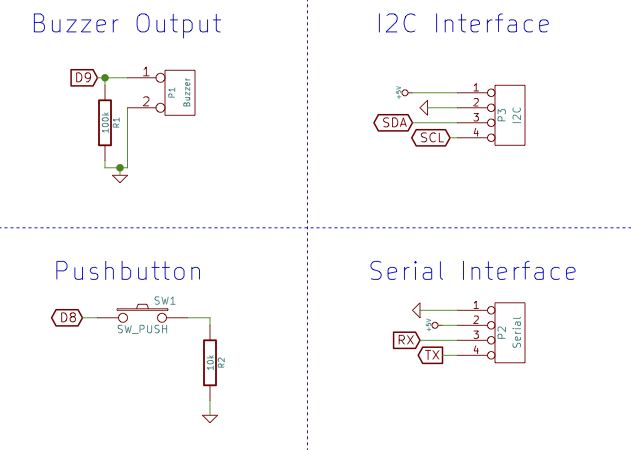 Buzzer Output
D9
1
2
P1
Buzzer
100k
R1
I2C Interface
+5V
SDA
SCL
1
2
3
4
P3
I2C
Pushbutton
D8
SW1
SW_PUSH
10k
R2
Serial Interface
+5V
RX
TX
1
2
3
4
P2
Serial